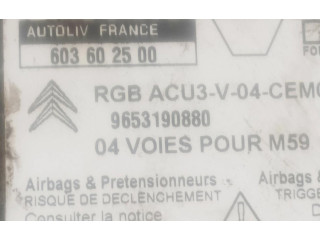 AUTOLIV FRANCE
603 60 25 00
RGB ACU3-V-04-CEM
9653190880
04 VOIES POUR M59
Airbags & Pretensionneurs
RISQUE DE DECLENCHEMENT
Consulter la notice
Airbags &
TRIGGE